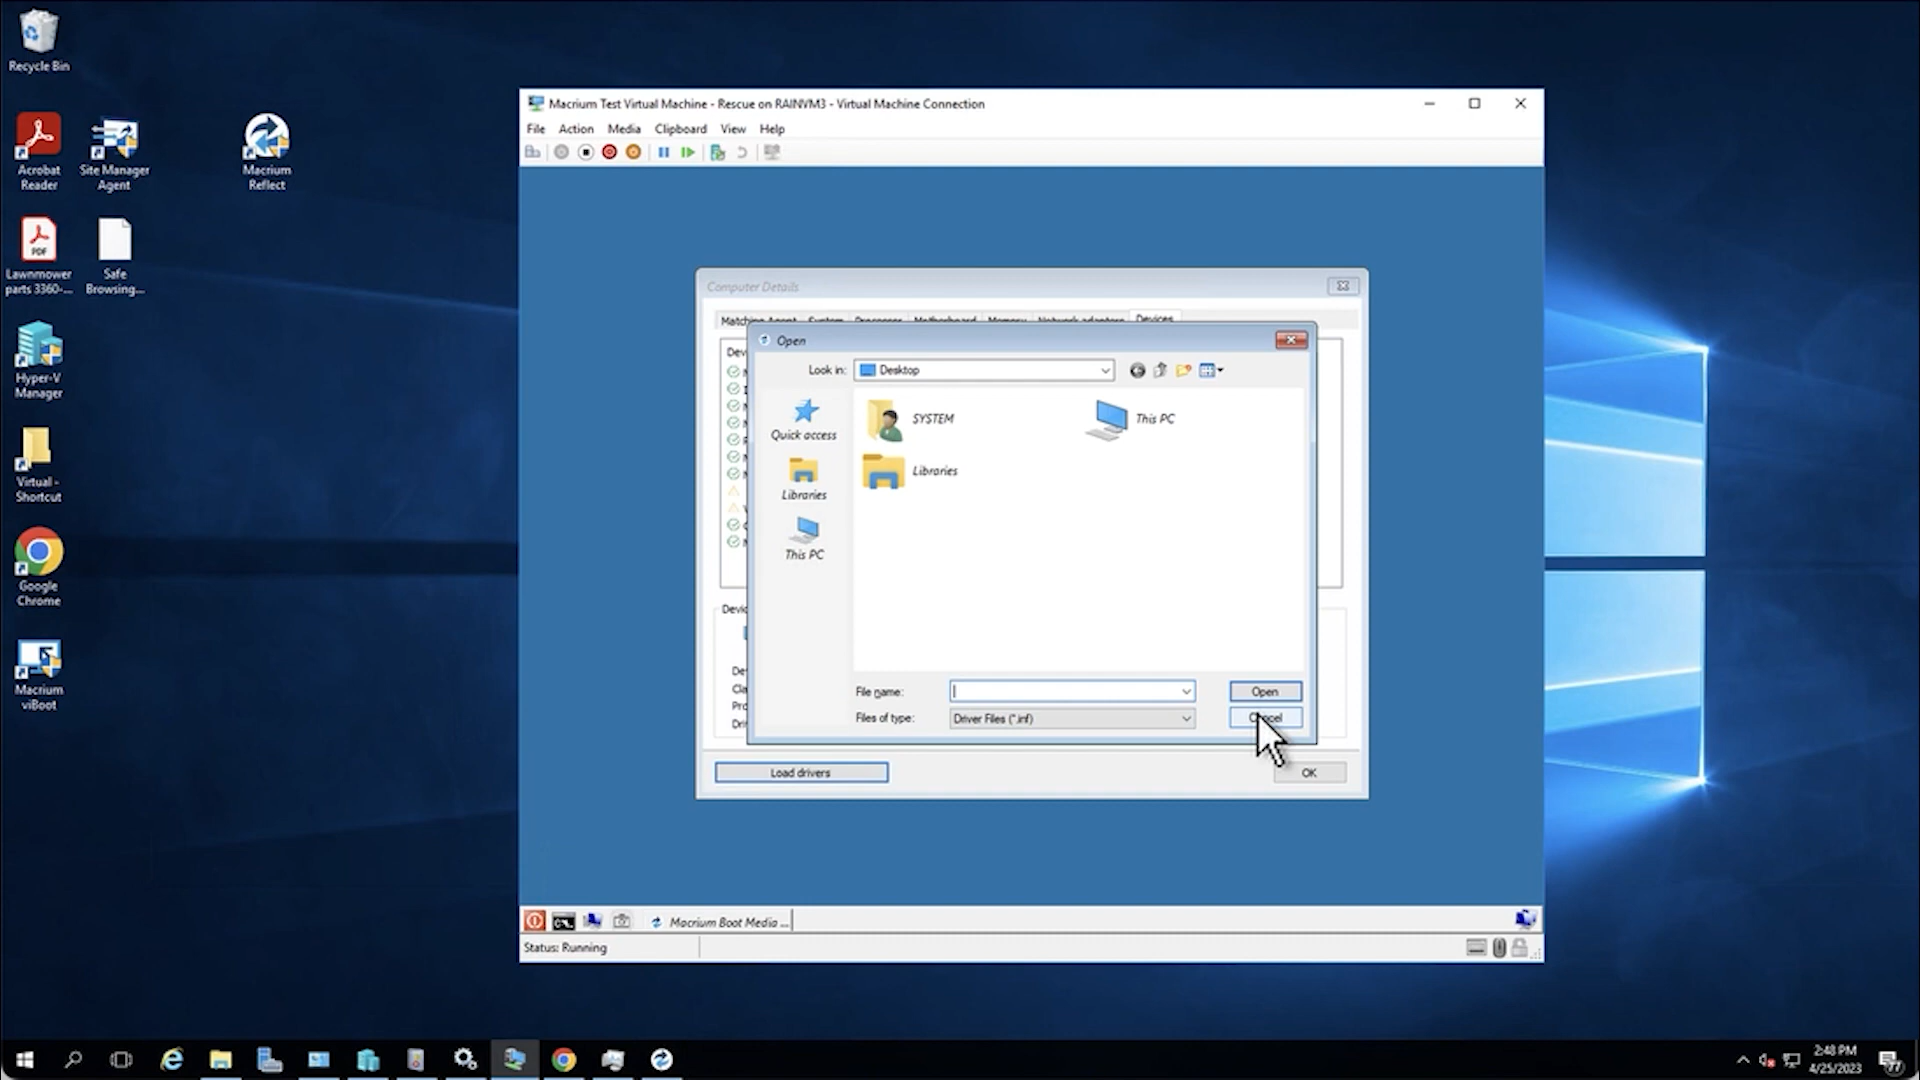 Recycle Bin
Acrobat
Reader
Site Manager
Agent
Macrium
Reflect
Lawnmower
parts 3360-...
Safe
Browsing...
Hyper-V
Manager
Virtual -
Shortcut
Google
Chrome
Macrium
viBoot
Macrium Test Virtual Machine - Rescue on RAINVM3 - Virtual Machine Connection
File Action Media Clipboard View Help
Computer Details
Matching Agent System Processor Motherboard Memory Network adapters Devices
Open
Look in: Desktop
Quick access
Libraries
This PC
SYSTEM
This PC
Libraries
File name:
Open
Files of type: Driver Files (*.inf)
Load drivers
OK
Macrium Boot Media ...
Status: Running
2:48 PM
4/25/2023